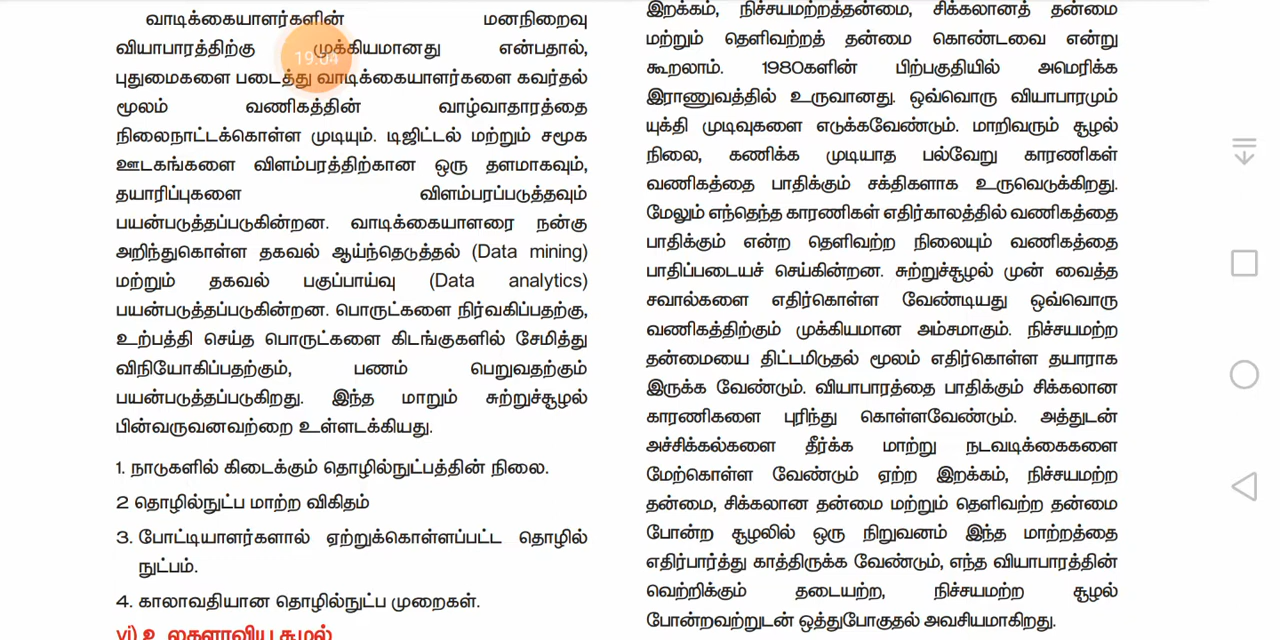 வாடிக்கையாளர்களின் மனநிறைவு
வியாபாரத்திற்கு முக்கியமானது என்பதால்,
புதுமைகளை படைத்து வாடிக்கையாளர்களை கவர்தல்
மூலம் வணிகத்தின் வாழ்வாதாரத்தை
நிலைநாட்டக்கொள்ள முடியும். டிஜிட்டல் மற்றும் சமூக
ஊடகங்களை விளம்பரத்திற்கான ஒரு தளமாகவும்,
தயாரிப்புகளை விளம்பரப்படுத்தவும்
பயன்படுத்தப்படுகின்றன. வாடிக்கையாளரை நன்கு
அறிந்துகொள்ள தகவல் ஆய்ந்தெடுத்தல் (Data mining)
மற்றும் தகவல் பகுப்பாய்வு (Data analytics)
பயன்படுத்தப்படுகின்றன. பொருட்களை நிர்வகிப்பதற்கு,
உற்பத்தி செய்த பொருட்களை கிடங்குகளில் சேமித்து
விநியோகிப்பதற்கும், பணம் பெறுவதற்கும்
பயன்படுத்தப்படுகிறது. இந்த மாறும் சுற்றுச்சூழல்
பின்வருவனவற்றை உள்ளடக்கியது.
1. நாடுகளில் கிடைக்கும் தொழில்நுட்பத்தின் நிலை.
2 தொழில்நுட்ப மாற்ற விகிதம்
3. போட்டியாளர்களால் ஏற்றுக்கொள்ளப்பட்ட தொழில்
நுட்பம்.
4. காலாவதியான தொழில்நுட்ப முறைகள்.
vi) உலகளாவிய சூழல்
19:04
இறக்கம், நிச்சயமற்றத்தன்மை, சிக்கலானத் தன்மை
மற்றும் தெளிவற்றத் தன்மை கொண்டவை என்று
கூறலாம். 1980களின் பிற்பகுதியில் அமெரிக்க
இராணுவத்தில் உருவானது. ஒவ்வொரு வியாபாரமும்
யுக்தி முடிவுகளை எடுக்கவேண்டும். மாறிவரும் சூழல்
நிலை, கணிக்க முடியாத பல்வேறு காரணிகள்
வணிகத்தை பாதிக்கும் சக்திகளாக உருவெடுக்கிறது.
மேலும் எந்தெந்த காரணிகள் எதிர்காலத்தில் வணிகத்தை
பாதிக்கும் என்ற தெளிவற்ற நிலையும் வணிகத்தை
பாதிப்படையச் செய்கின்றன. சுற்றுச்சூழல் முன் வைத்த
சவால்களை எதிர்கொள்ள வேண்டியது ஒவ்வொரு
வணிகத்திற்கும் முக்கியமான அம்சமாகும். நிச்சயமற்ற
தன்மையை திட்டமிடுதல் மூலம் எதிர்கொள்ள தயாராக
இருக்க வேண்டும். வியாபாரத்தை பாதிக்கும் சிக்கலான
காரணிகளை புரிந்து கொள்ளவேண்டும். அத்துடன்
அச்சிக்கல்களை தீர்க்க மாற்று நடவடிக்கைகளை
மேற்கொள்ள வேண்டும் ஏற்ற இறக்கம், நிச்சயமற்ற
தன்மை, சிக்கலான தன்மை மற்றும் தெளிவற்ற தன்மை
போன்ற சூழலில் ஒரு நிறுவனம் இந்த மாற்றத்தை
எதிர்பார்த்து காத்திருக்க வேண்டும், எந்த வியாபாரத்தின்
வெற்றிக்கும் தடையற்ற, நிச்சயமற்ற சூழல்
போன்றவற்றுடன் ஒத்துபோகுதல் அவசியமாகிறது.